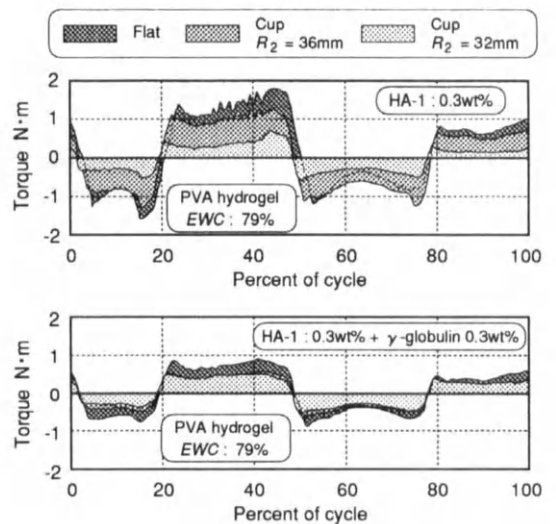 Flat
Cup
R₂ = 36mm
Cup
R₂ = 32mm
Torque N·m
2
1
0
-1
-2
HA-1 : 0.3wt%
PVA hydrogel
EWC : 79%
0 20 40 60 80 100
Percent of cycle
Torque N·m
2
1
0
-1
-2
HA-1 : 0.3wt% + γ-globulin 0.3wt%
PVA hydrogel
EWC : 79%
0 20 40 60 80 100
Percent of cycle